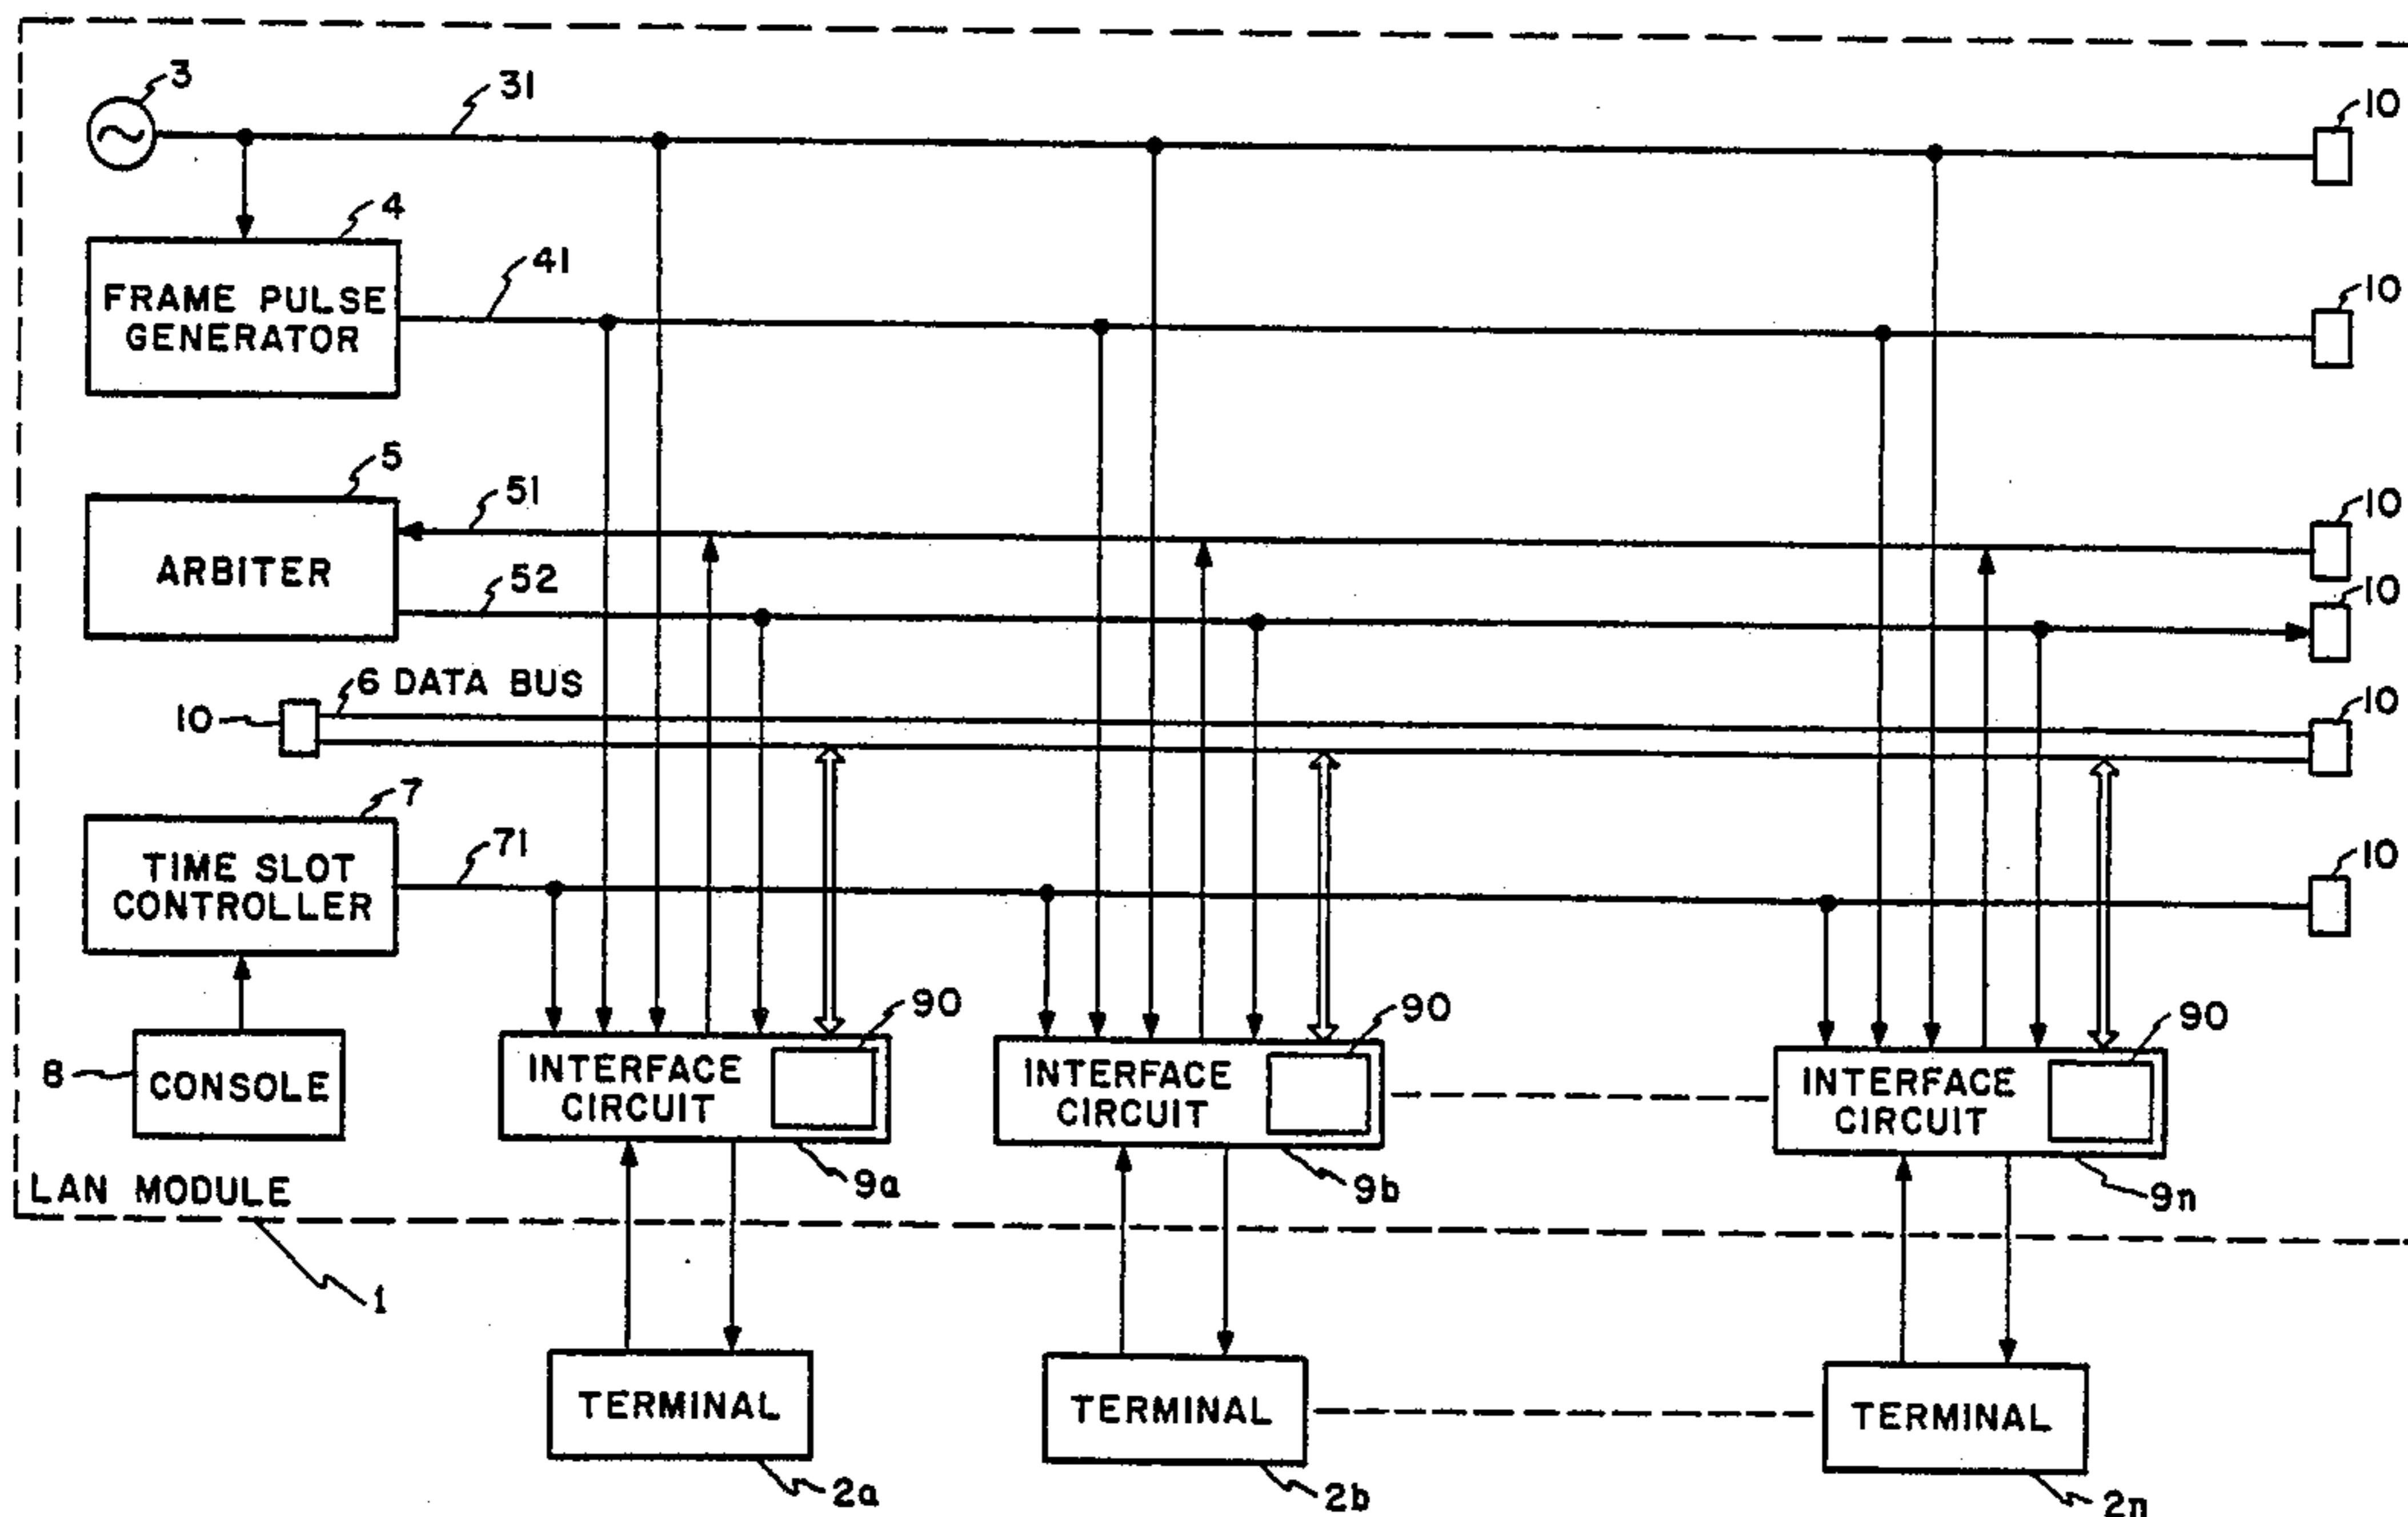 3
31
10
4
41
10
FRAME PULSE
GENERATOR
5
51
10
ARBITER
52
10
6 DATA BUS
10
10
7
71
10
TIME SLOT
CONTROLLER
90
90
90
8
CONSOLE
INTERFACE
CIRCUIT
INTERFACE
CIRCUIT
INTERFACE
CIRCUIT
9a
9b
9n
LAN MODULE
1
TERMINAL
TERMINAL
TERMINAL
2a
2b
2n